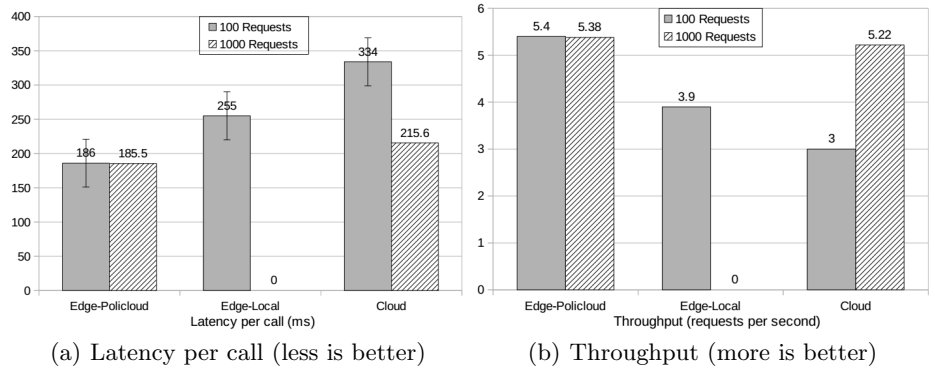 400
350
300
250
200
150
100
50
0
100 Requests
1000 Requests
186
185.5
255
0
334
215.6
Edge-Policloud
Edge-Local
Cloud
Latency per call (ms)
(a) Latency per call (less is better)
6
5
4
3
2
1
0
100 Requests
1000 Requests
5.4
5.38
3.9
0
3
5.22
Edge-Policloud
Edge-Local
Cloud
Throughput (requests per second)
(b) Throughput (more is better)